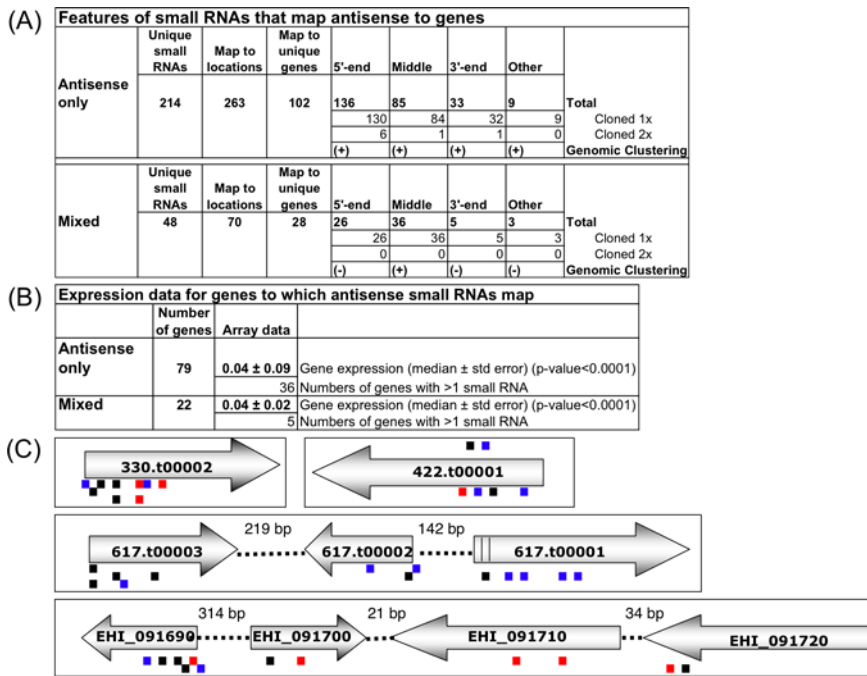 (A)
Features of small RNAs that map antisense to genes
Unique small RNAs Map to locations Map to unique genes 5'-end Middle 3'-end Other
Antisense only 214 263 102 136 85 33 9 Total
130 84 32 9 Cloned 1x
6 1 1 0 Cloned 2x
(+) (+) (+) (+) Genomic Clustering
Unique small RNAs Map to locations Map to unique genes 5'-end Middle 3'-end Other
Mixed 48 70 28 26 36 5 3 Total
26 36 5 3 Cloned 1x
0 0 0 0 Cloned 2x
(-) (+) (-) (-) Genomic Clustering
(B)
Expression data for genes to which antisense small RNAs map
Number of genes Array data
Antisense only 79 0.04 ± 0.09 Gene expression (median ± std error) (p-value<0.0001)
36 Numbers of genes with >1 small RNA
Mixed 22 0.04 ± 0.02 Gene expression (median ± std error) (p-value<0.0001)
5 Numbers of genes with >1 small RNA
(C)
330.t00002 422.t00001
219 bp 142 bp
617.t00003 617.t00002 617.t00001
314 bp 21 bp 34 bp
EHI_091690 EHI_091700 EHI_091710 EHI_091720